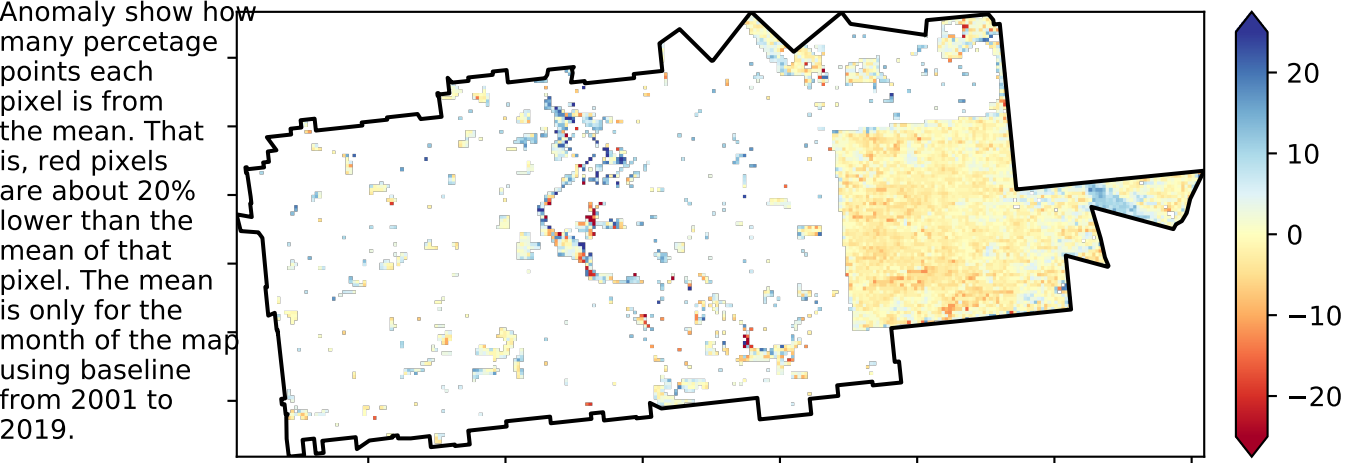 Anomaly show how
many percetage
points each
pixel is from
the mean. That
is, red pixels
are about 20%
lower than the
mean of that
pixel. The mean
is only for the
month of the map
using baseline
from 2001 to
2019.
20
10
0
−10
−20